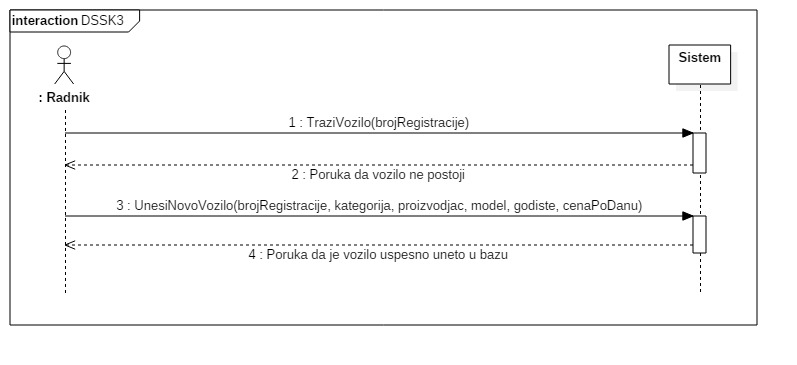 interaction DSSK3
Sistem
: Radnik
1 : TraziVozilo(brojRegistracije)
2 : Poruka da vozilo ne postoji
3 : UnesiNovoVozilo(brojRegistracije, kategorija, proizvodjac, model, godiste, cenaPoDanu)
4 : Poruka da je vozilo uspesno uneto u bazu